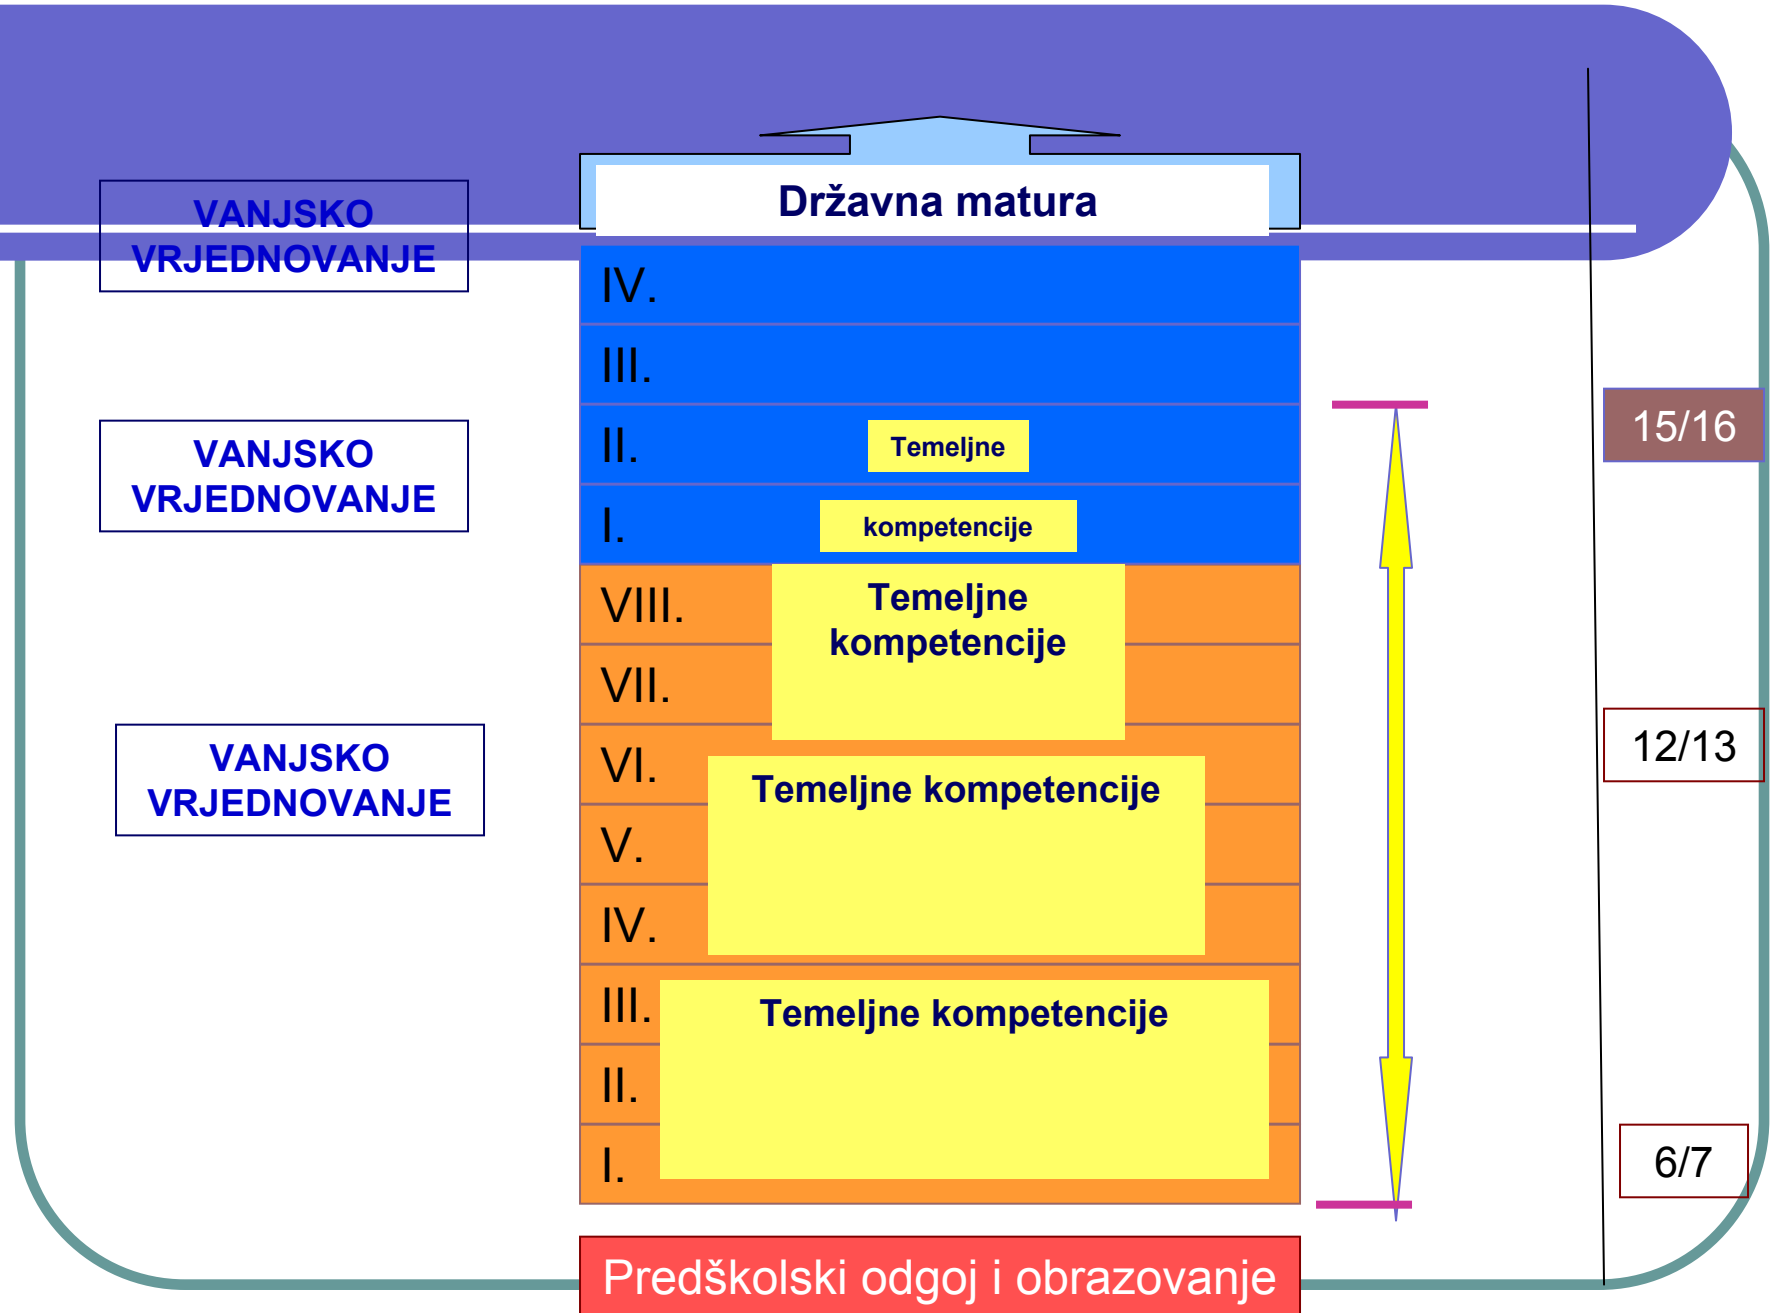 Državna matura
VANJSKO
VRJEDNOVANJE
IV.
III.
15/16
II.
Temeljne
VANJSKO
VRJEDNOVANJE
I.
kompetencije
VIII.
Temeljne
kompetencije
VII.
12/13
VI.
Temeljne kompetencije
VANJSKO
VRJEDNOVANJE
V.
IV.
III.
Temeljne kompetencije
II.
I.
6/7
Predškolski odgoj i obrazovanje